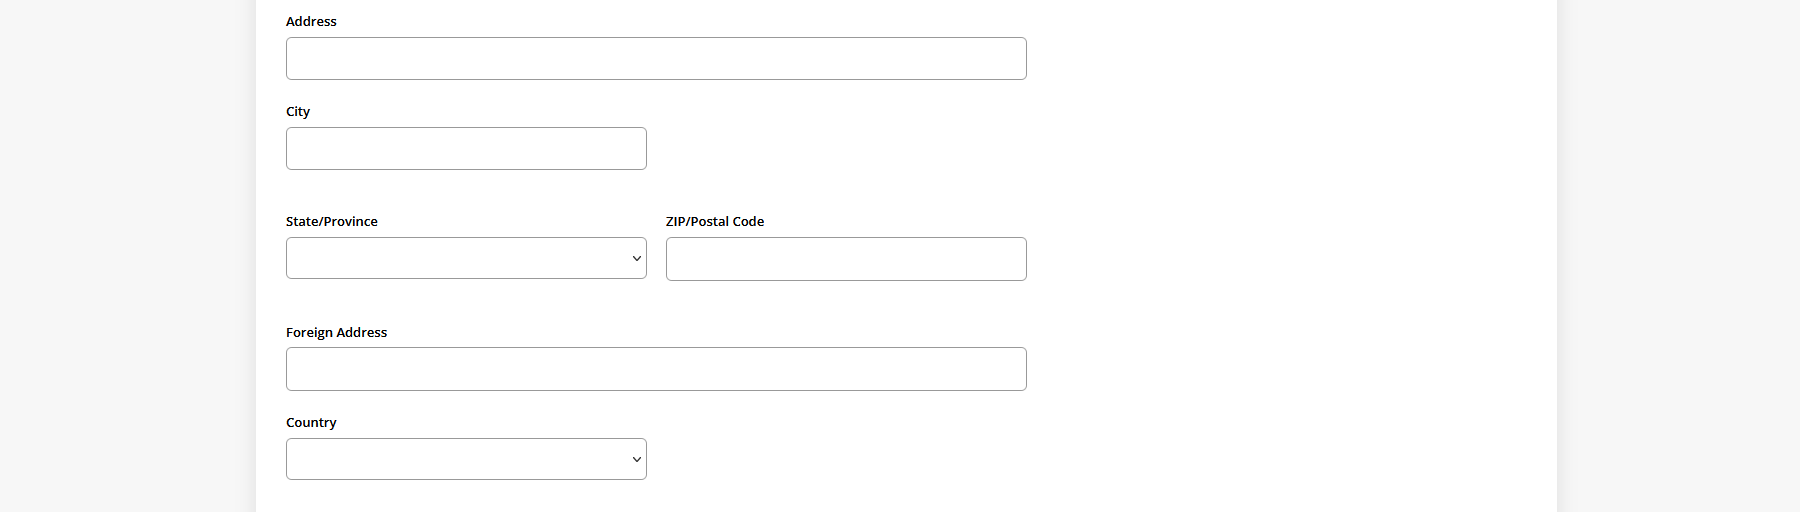 Address
City
State/Province ZIP/Postal Code
Foreign Address
Country